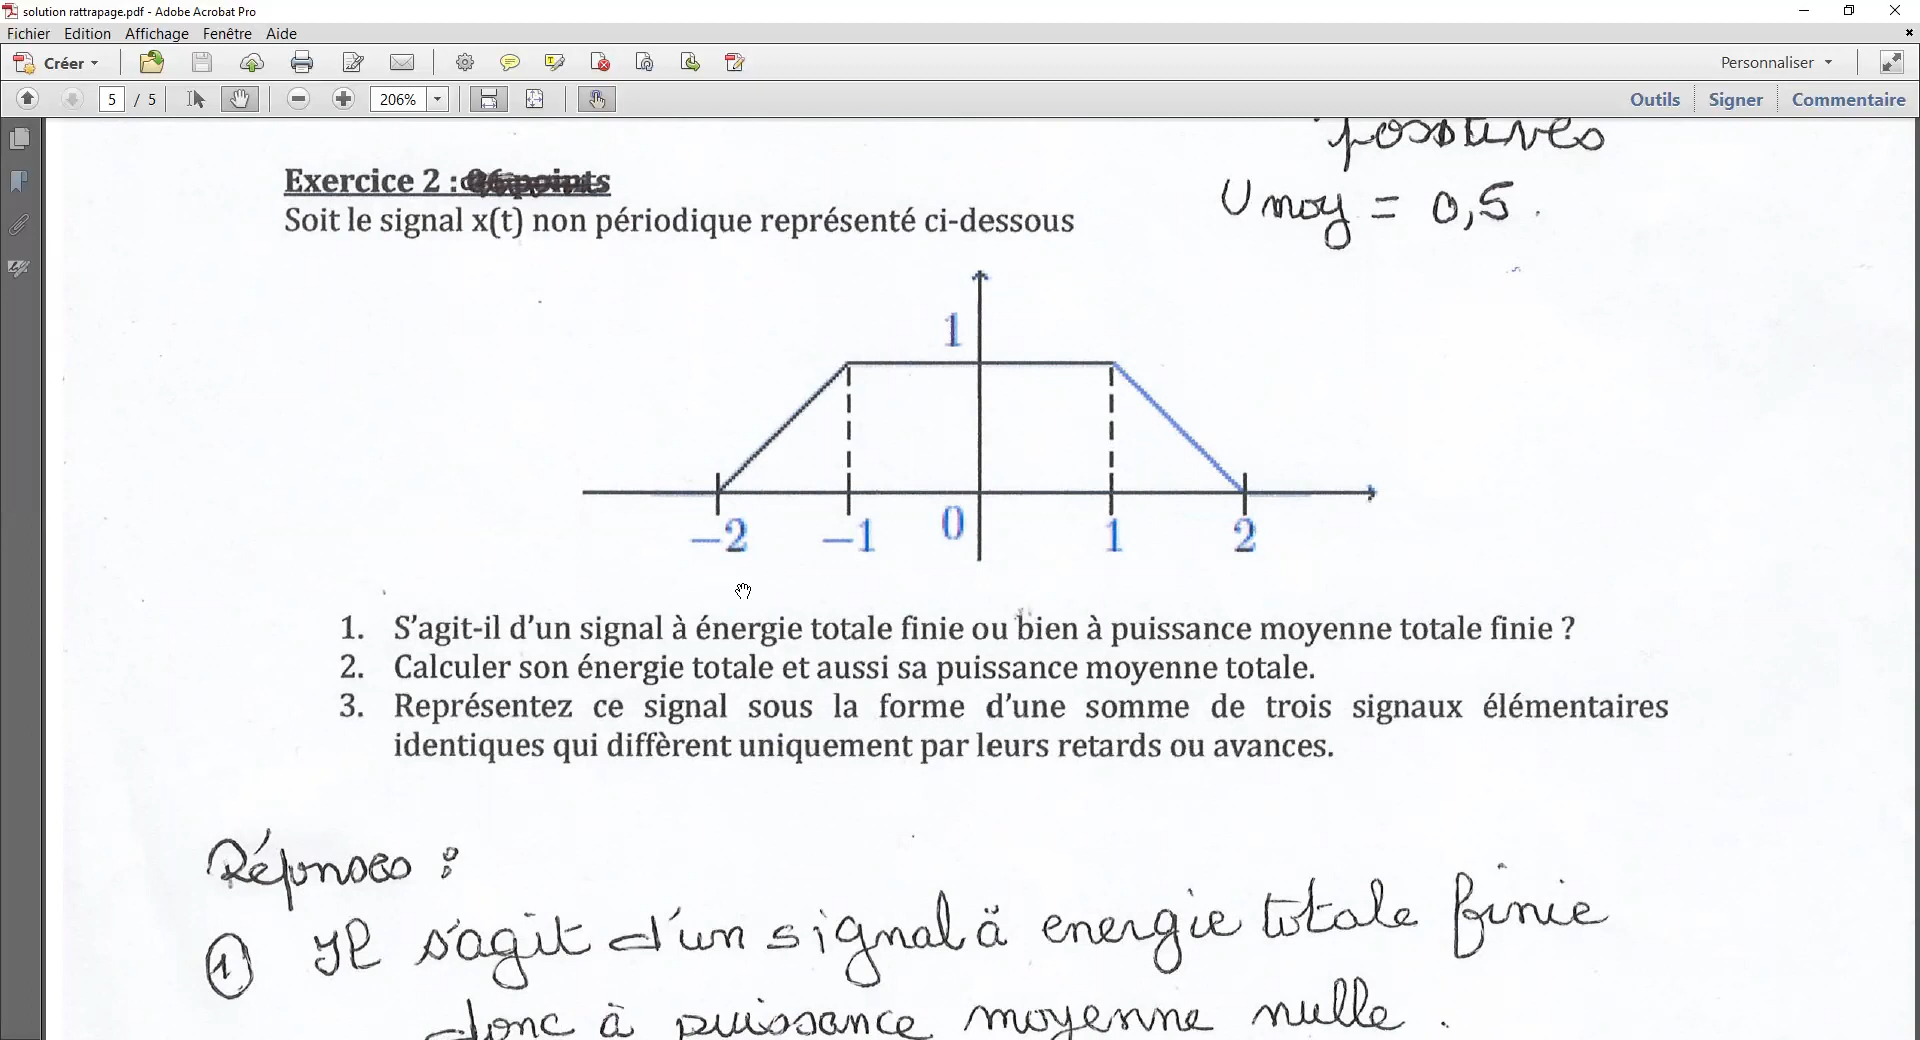 solution rattrapage.pdf - Adobe Acrobat Pro
Fichier Edition Affichage Fenêtre Aide
Créer Personnaliser
5 / 5 206% Outils Signer Commentaire
positives
Exercice 2 :
Umoy = 0,5.
Soit le signal x(t) non périodique représenté ci-dessous
1
−2 −1 0 1 2
1. S’agit-il d’un signal à énergie totale finie ou bien à puissance moyenne totale finie ?
2. Calculer son énergie totale et aussi sa puissance moyenne totale.
3. Représentez ce signal sous la forme d’une somme de trois signaux élémentaires
identiques qui diffèrent uniquement par leurs retards ou avances.
Réponses :
1 Il s'agit d'un signal à energie totale finie
donc à puissance moyenne nulle.